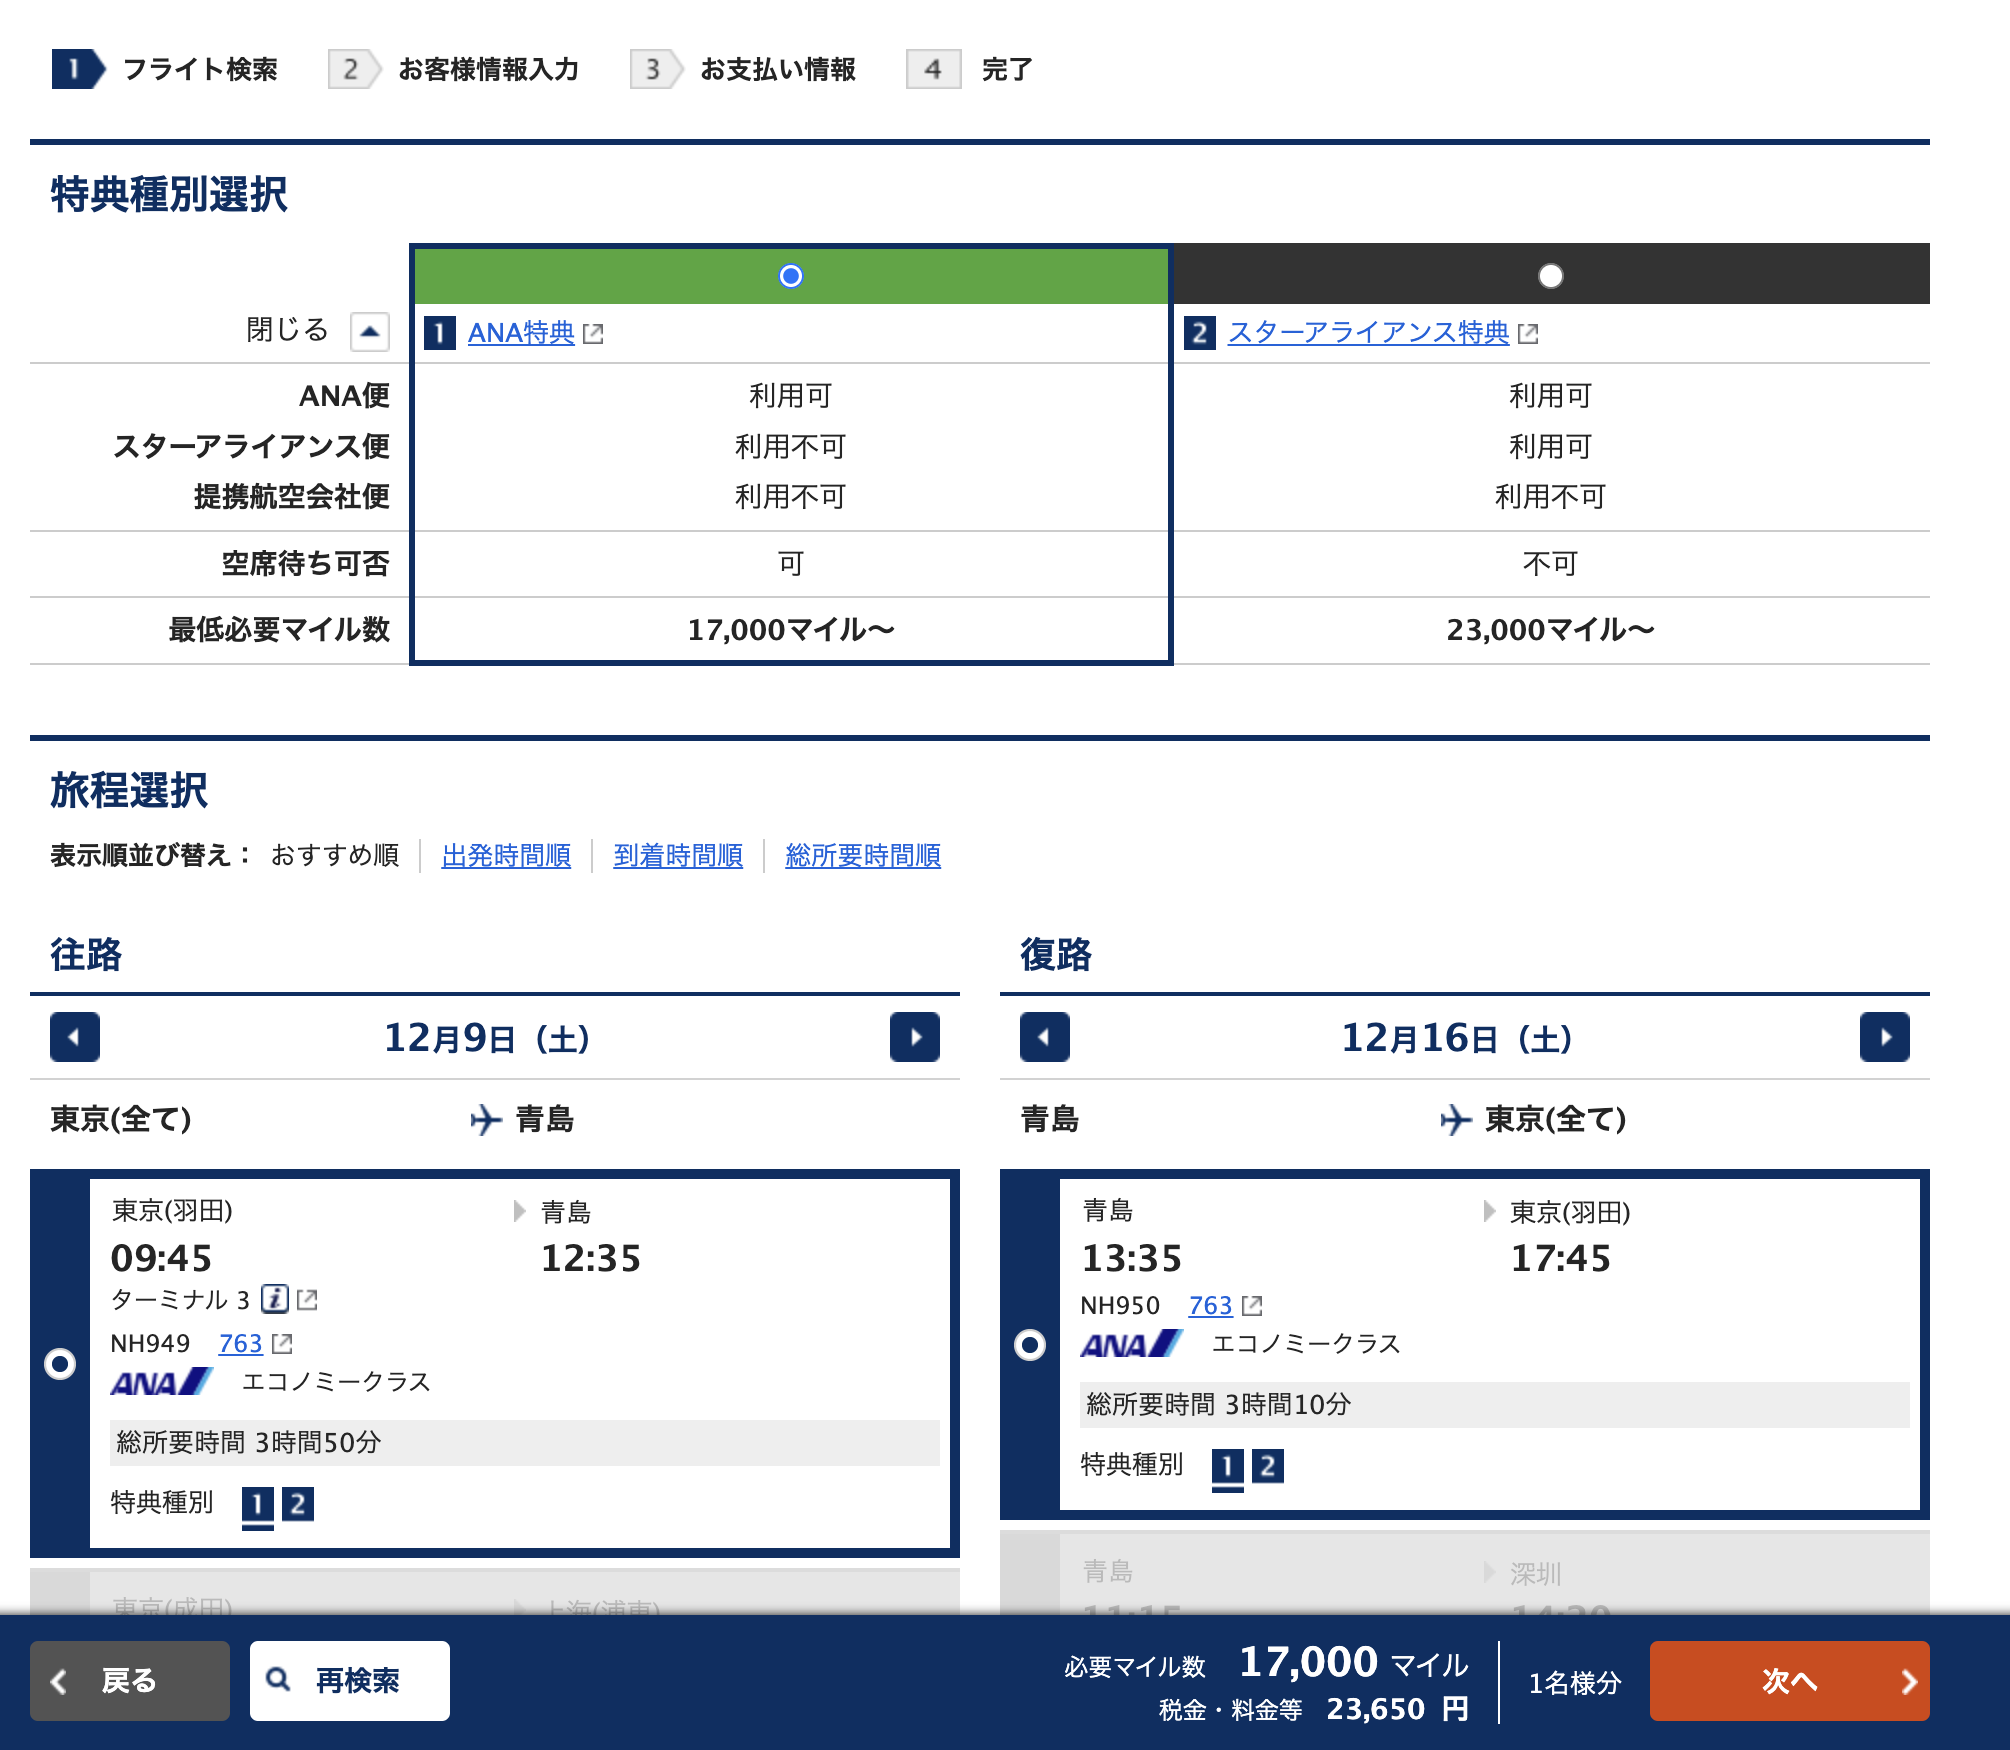 1 フライト検索 2 お客様情報入力 3 お支払い情報 4 完了
特典種別選択
閉じる 1 ANA特典 2 スターアライアンス特典
ANA便 利用可 利用可
スターアライアンス便 利用不可 利用可
提携航空会社便 利用不可 利用不可
空席待ち可否 可 不可
最低必要マイル数 17,000マイル〜 23,000マイル〜
旅程選択
表示順並び替え： おすすめ順 出発時間順 到着時間順 総所要時間順
往路
12月9日（土）
東京(全て) 青島
東京(羽田) 青島
09:45 12:35
ターミナル 3 i
NH949 763
ANA エコノミークラス
総所要時間 3時間50分
特典種別 1 2
東京(成田) 上海(浦東)
復路
12月16日（土）
青島 東京(全て)
青島 東京(羽田)
13:35 17:45
NH950 763
ANA エコノミークラス
総所要時間 3時間10分
特典種別 1 2
青島 深圳
11:15 14:20
戻る 再検索
必要マイル数 17,000 マイル
税金・料金等 23,650 円
1名様分
次へ